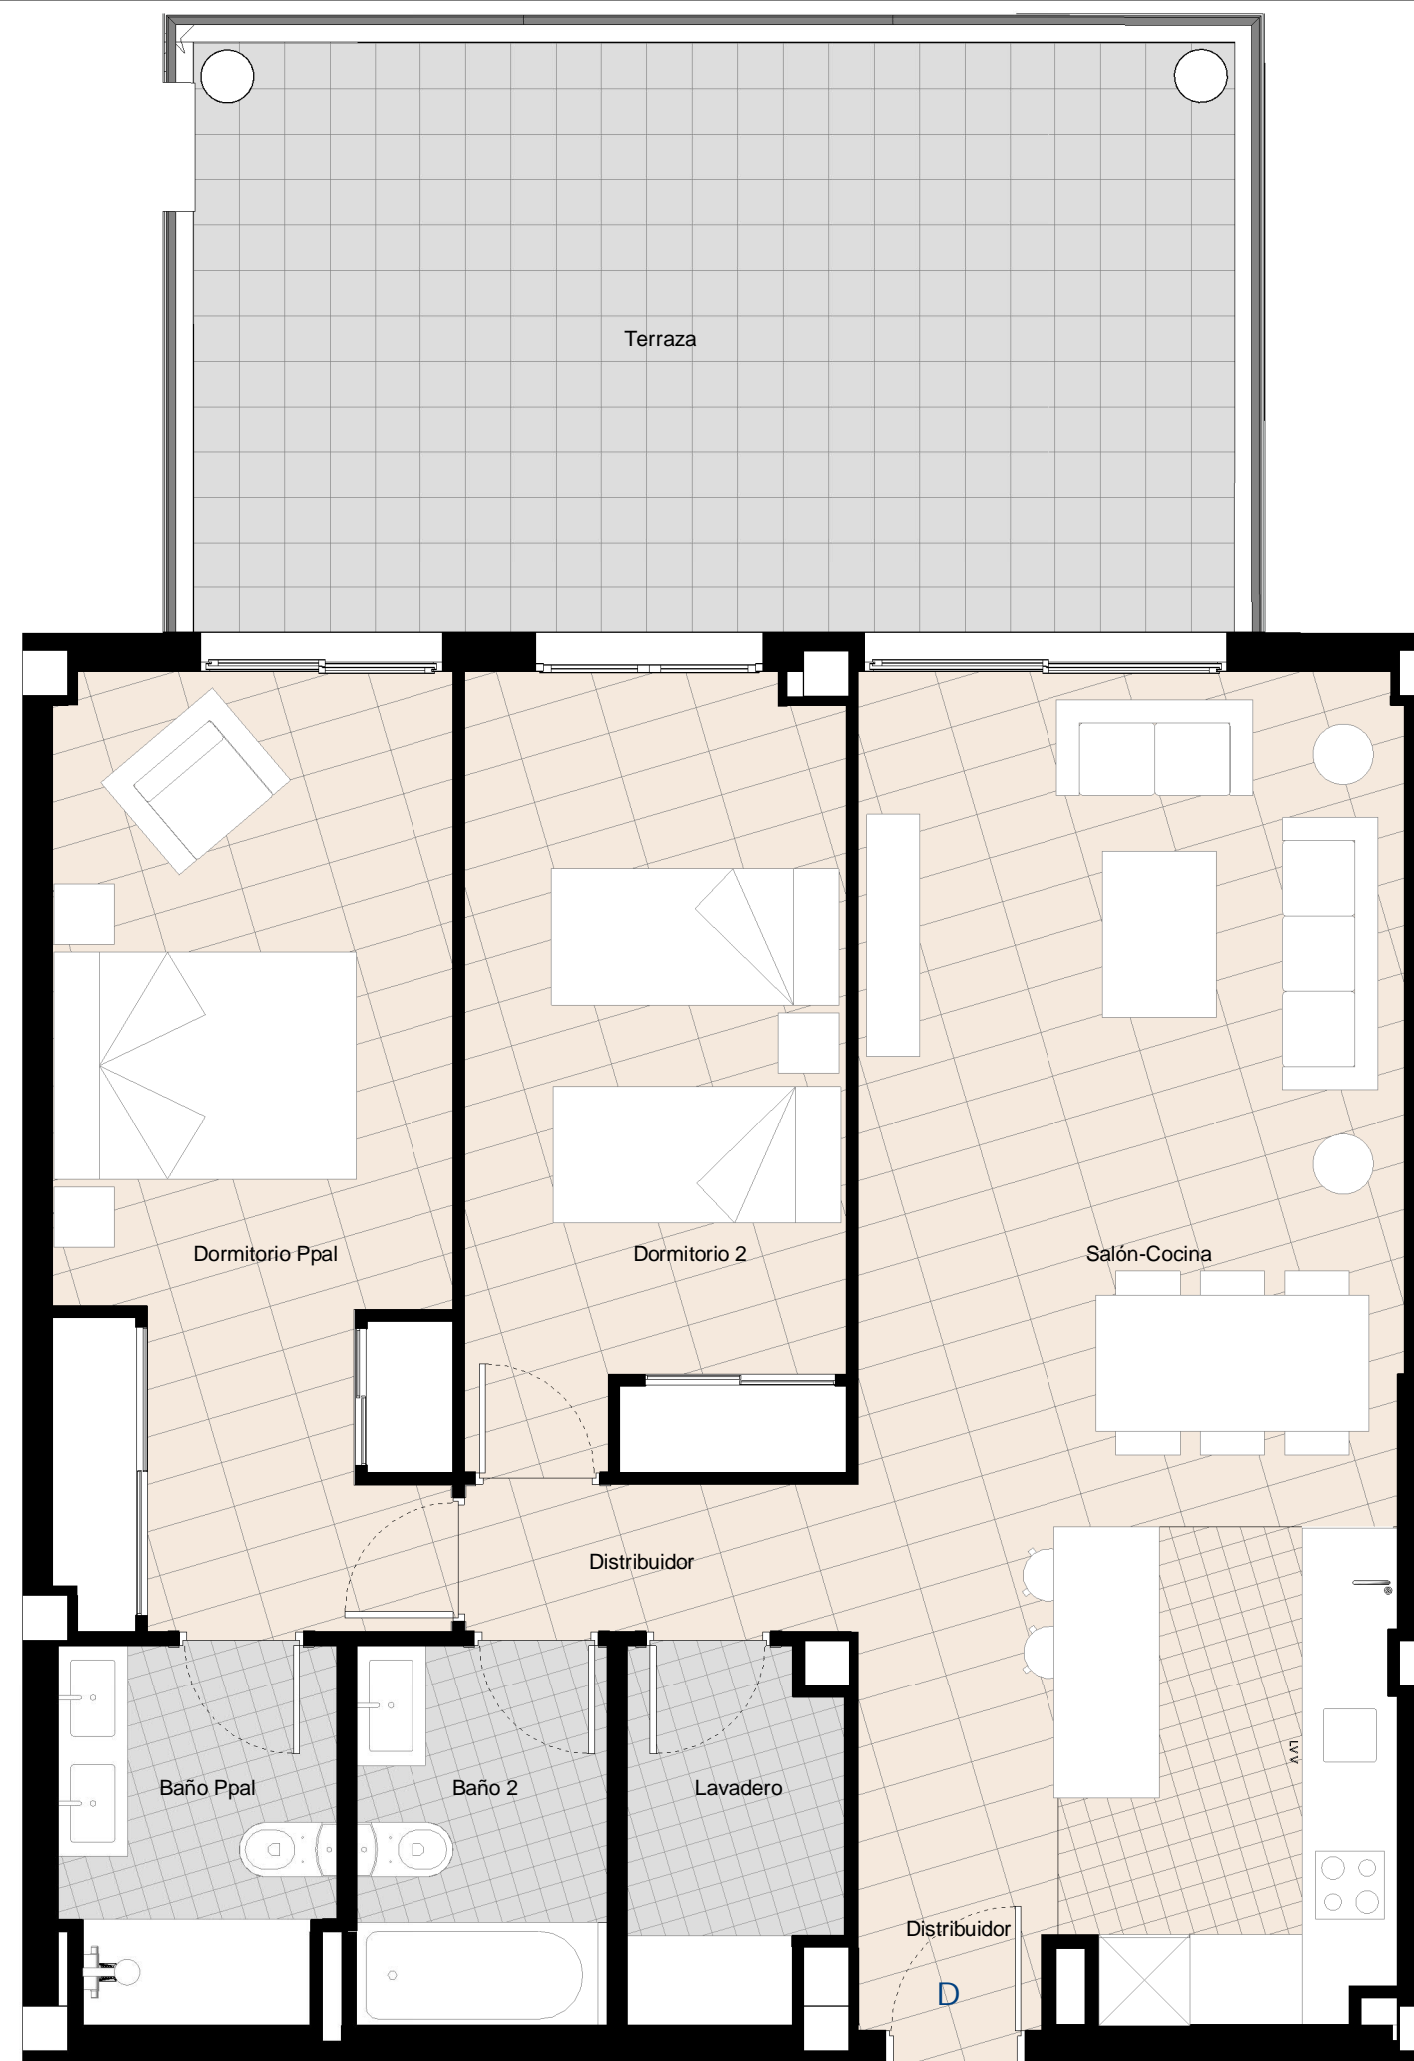 Terraza
Dormitorio Ppal
Dormitorio 2
Salón-Cocina
Distribuidor
LVV
Baño Ppal
Baño 2
Lavadero
Distribuidor
D